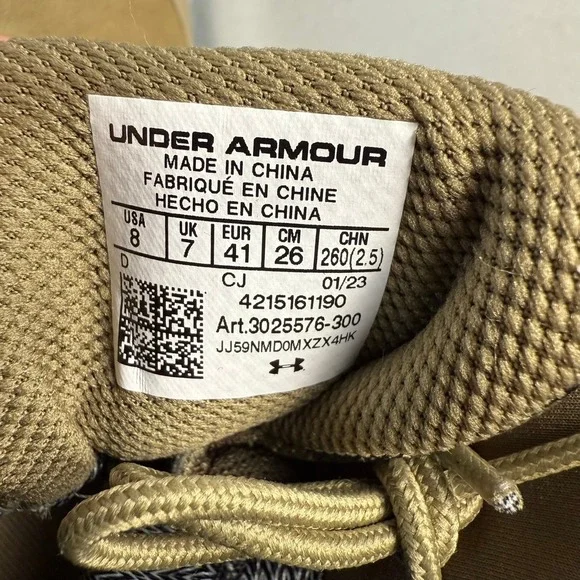 UNDER ARMOUR
MADE IN CHINA
FABRIQUÉ EN CHINE
HECHO EN CHINA
USA UK EUR CM CHN
8 7 41 26 260(2.5)
D CJ 01/23
4215161190
Art.3025576-300
JJ59NMD0MXZX4HK